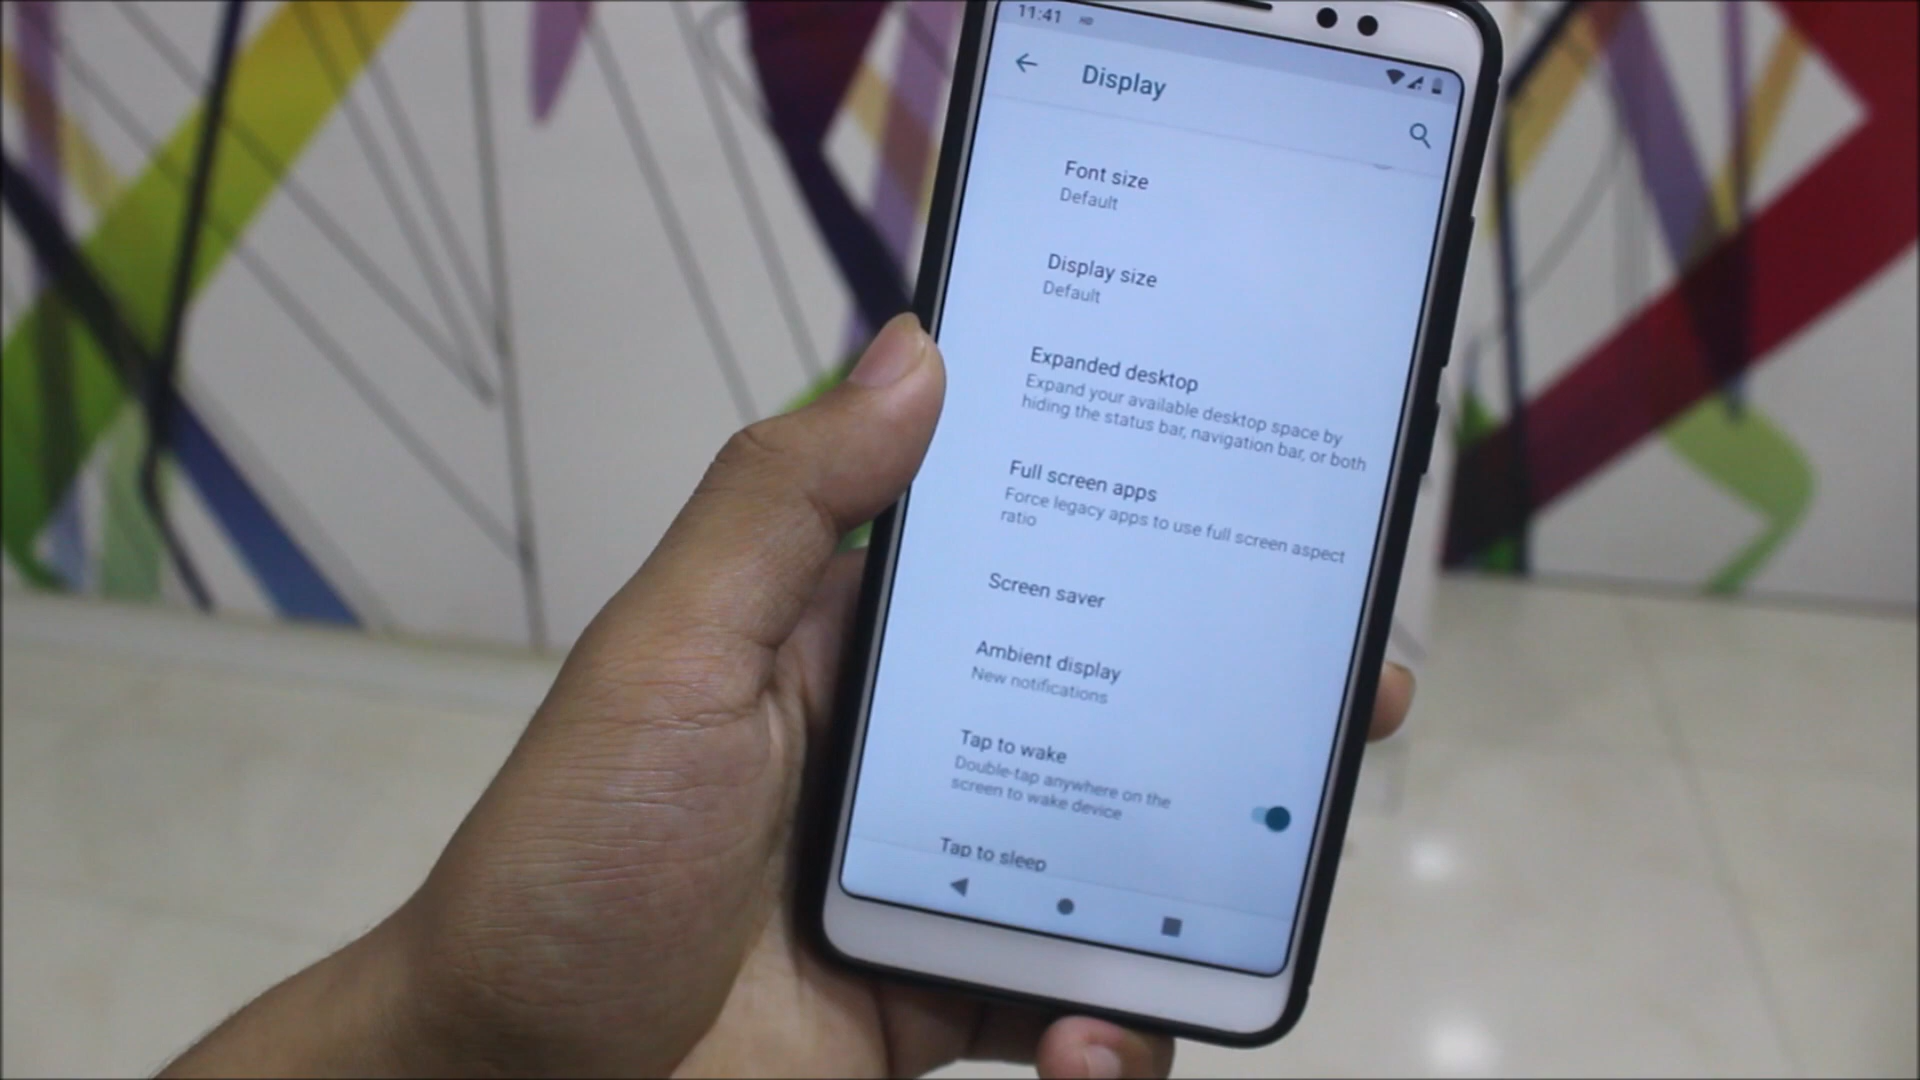 11:41 HD
Display
Font size
Default
Display size
Default
Expanded desktop
Expand your available desktop space by
hiding the status bar, navigation bar, or both
Full screen apps
Force legacy apps to use full screen aspect
ratio
Screen saver
Ambient display
New notifications
Tap to wake
Double-tap anywhere on the
screen to wake device
Tap to sleep